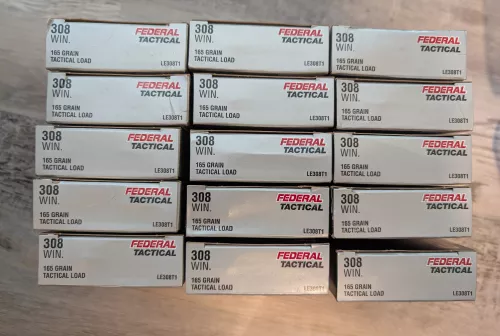 308
WIN.
FEDERAL
TACTICAL
165 GRAIN
TACTICAL LOAD
LE308T1
308
WIN.
FEDERAL
TACTICAL
165 GRAIN
TACTICAL LOAD
LE308T1
308
WIN.
FEDERAL
TACTICAL
165 GRAIN
TACTICAL LOAD
LE308T1
308
WIN.
FEDERAL
TACTICAL
165 GRAIN
TACTICAL LOAD
LE308T1
308
WIN.
FEDERAL
TACTICAL
165 GRAIN
TACTICAL LOAD
LE308T1
308
WIN.
FEDERAL
TACTICAL
165 GRAIN
TACTICAL LOAD
LE308T1
308
WIN.
FEDERAL
TACTICAL
165 GRAIN
TACTICAL LOAD
LE308T1
308
WIN.
FEDERAL
TACTICAL
165 GRAIN
TACTICAL LOAD
LE308T1
308
WIN.
FEDERAL
TACTICAL
165 GRAIN
TACTICAL LOAD
LE308T1
308
WIN.
FEDERAL
TACTICAL
165 GRAIN
TACTICAL LOAD
LE308T1
308
WIN.
FEDERAL
TACTICAL
165 GRAIN
TACTICAL LOAD
LE308T1
308
WIN.
FEDERAL
TACTICAL
165 GRAIN
TACTICAL LOAD
LE308T1
308
WIN.
FEDERAL
TACTICAL
165 GRAIN
TACTICAL LOAD
LE308T1
308
WIN.
FEDERAL
TACTICAL
165 GRAIN
TACTICAL LOAD
LE308T1
308
WIN.
FEDERAL
TACTICAL
165 GRAIN
TACTICAL LOAD
LE308T1